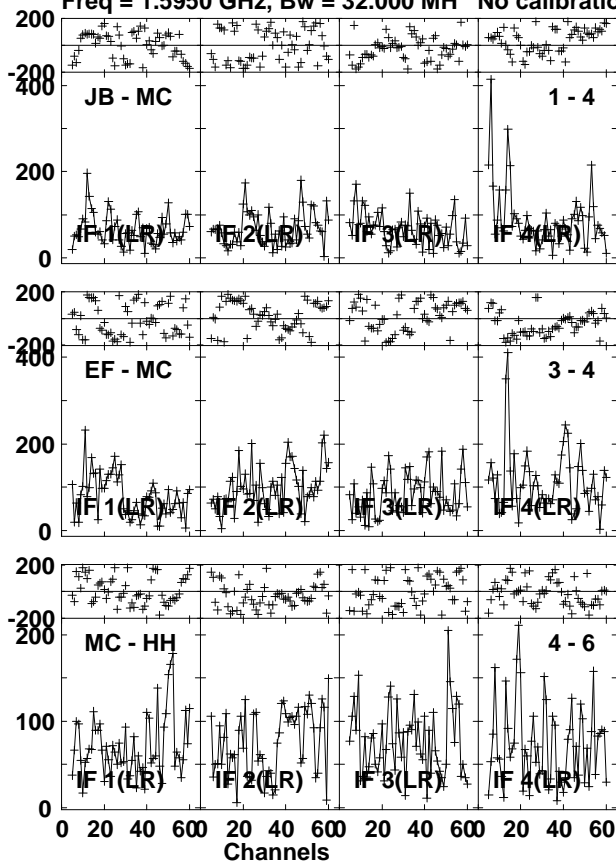 Freq = 1.5950 GHz, Bw = 32.000 MH No calibratio
200
-200
400
JB - MC
1 - 4
200
0
IF 1(LR)
IF 2(LR)
IF 3(LR)
IF 4(LR)
200
-200
400
EF - MC
3 - 4
200
0
IF 1(LR)
IF 2(LR)
IF 3(LR)
IF 4(LR)
200
-200
200
MC - HH
4 - 6
100
0
IF 1(LR)
IF 2(LR)
IF 3(LR)
IF 4(LR)
0 20 40 60 0 20 40 60 0 20 40 60 0 20 40 60
Channels